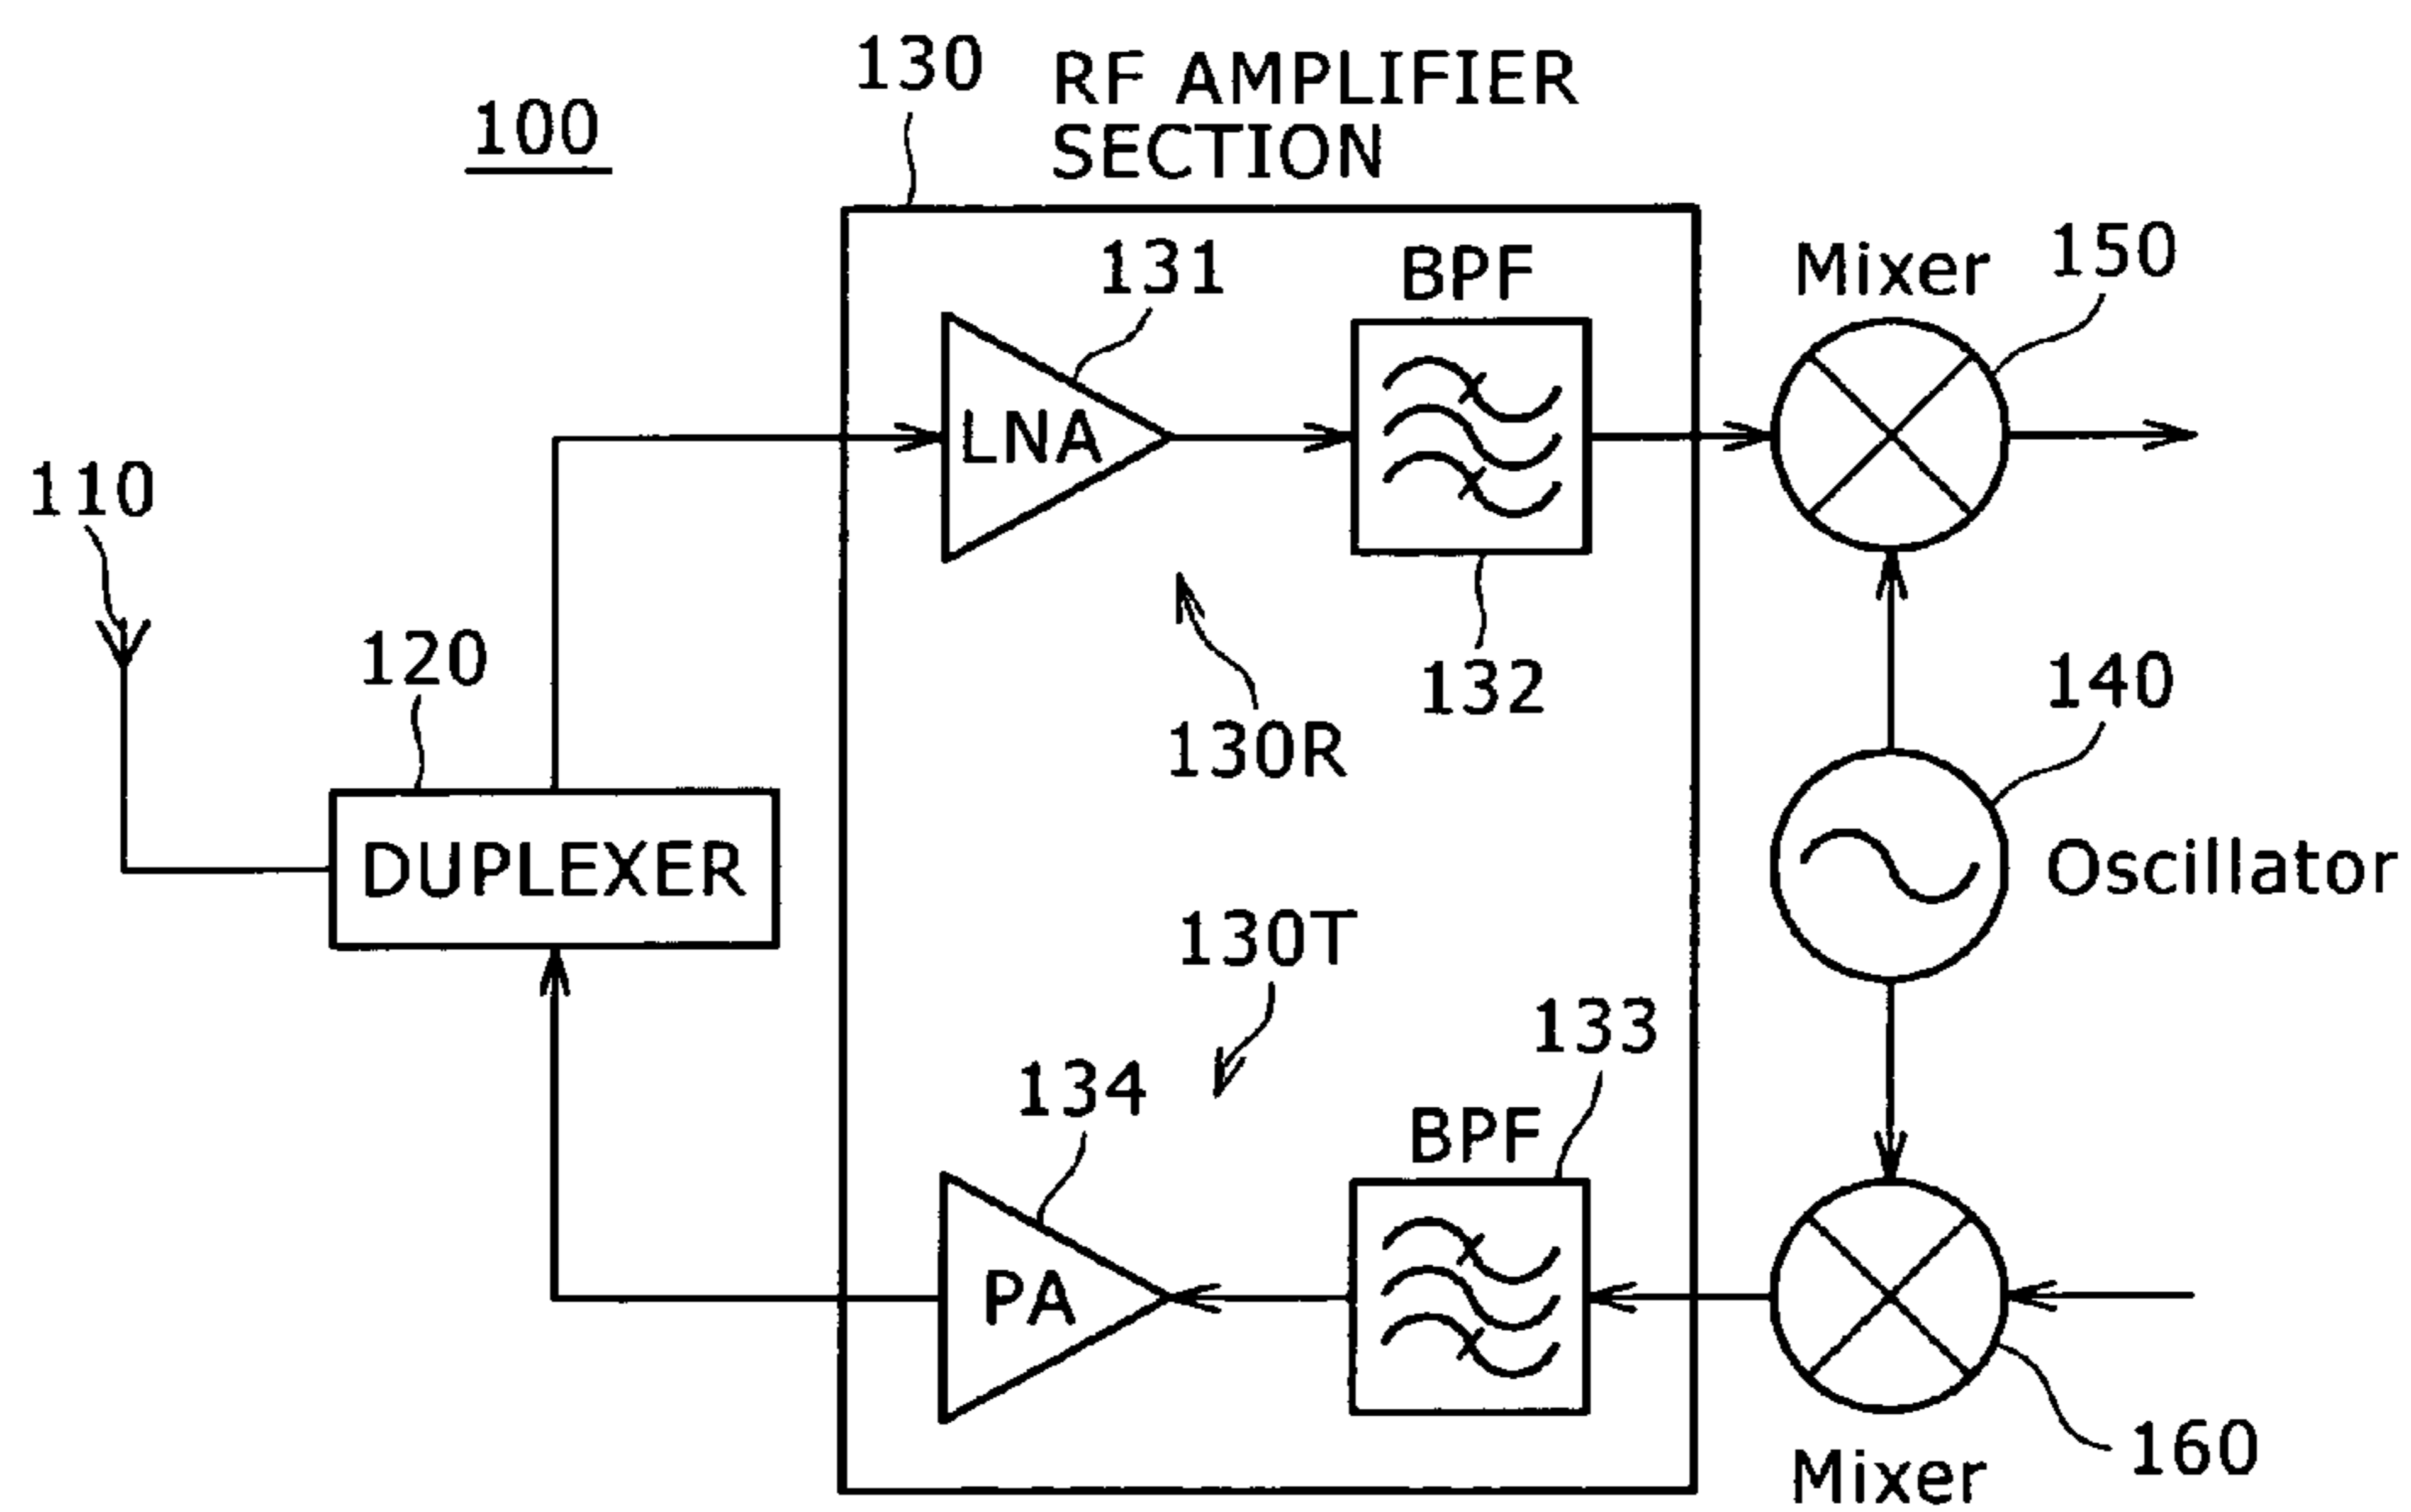 100
130
RF AMPLIFIER
SECTION
131
BPF
Mixer
150
LNA
110
132
120
130R
140
DUPLEXER
Oscillator
130T
133
134
BPF
PA
160
Mixer